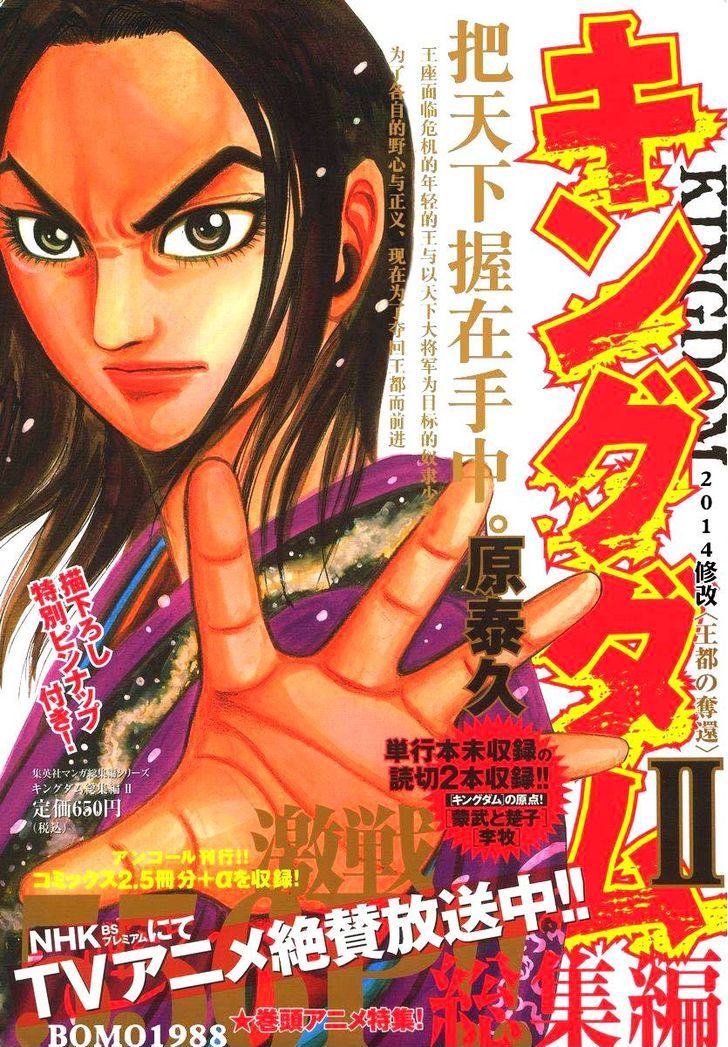 キングダム
KINGDOM
2014修改〈王都の奪還〉
II
総集編
把天下握在手中。
王座面临危机的年轻的王与以天下大将军为目标的奴隶少
为了各自的野心与正义、现在为了夺回王都而前进
原泰久
描下ろし
特別ピンナップ
付き!
集英社マンガ総集編シリーズ
キングダム総集編 II
定価650円
(税込)
単行本未収録の
読切2本収録!!
【『キングダム』の原点!】
[蒙武と楚子]
[李牧]
激戦
アンコール刊行!!
コミックス2.5冊分+αを収録!
NHK BSプレミアムにて
TVアニメ絶賛放送中!!
★巻頭アニメ特集!
BOMO1988